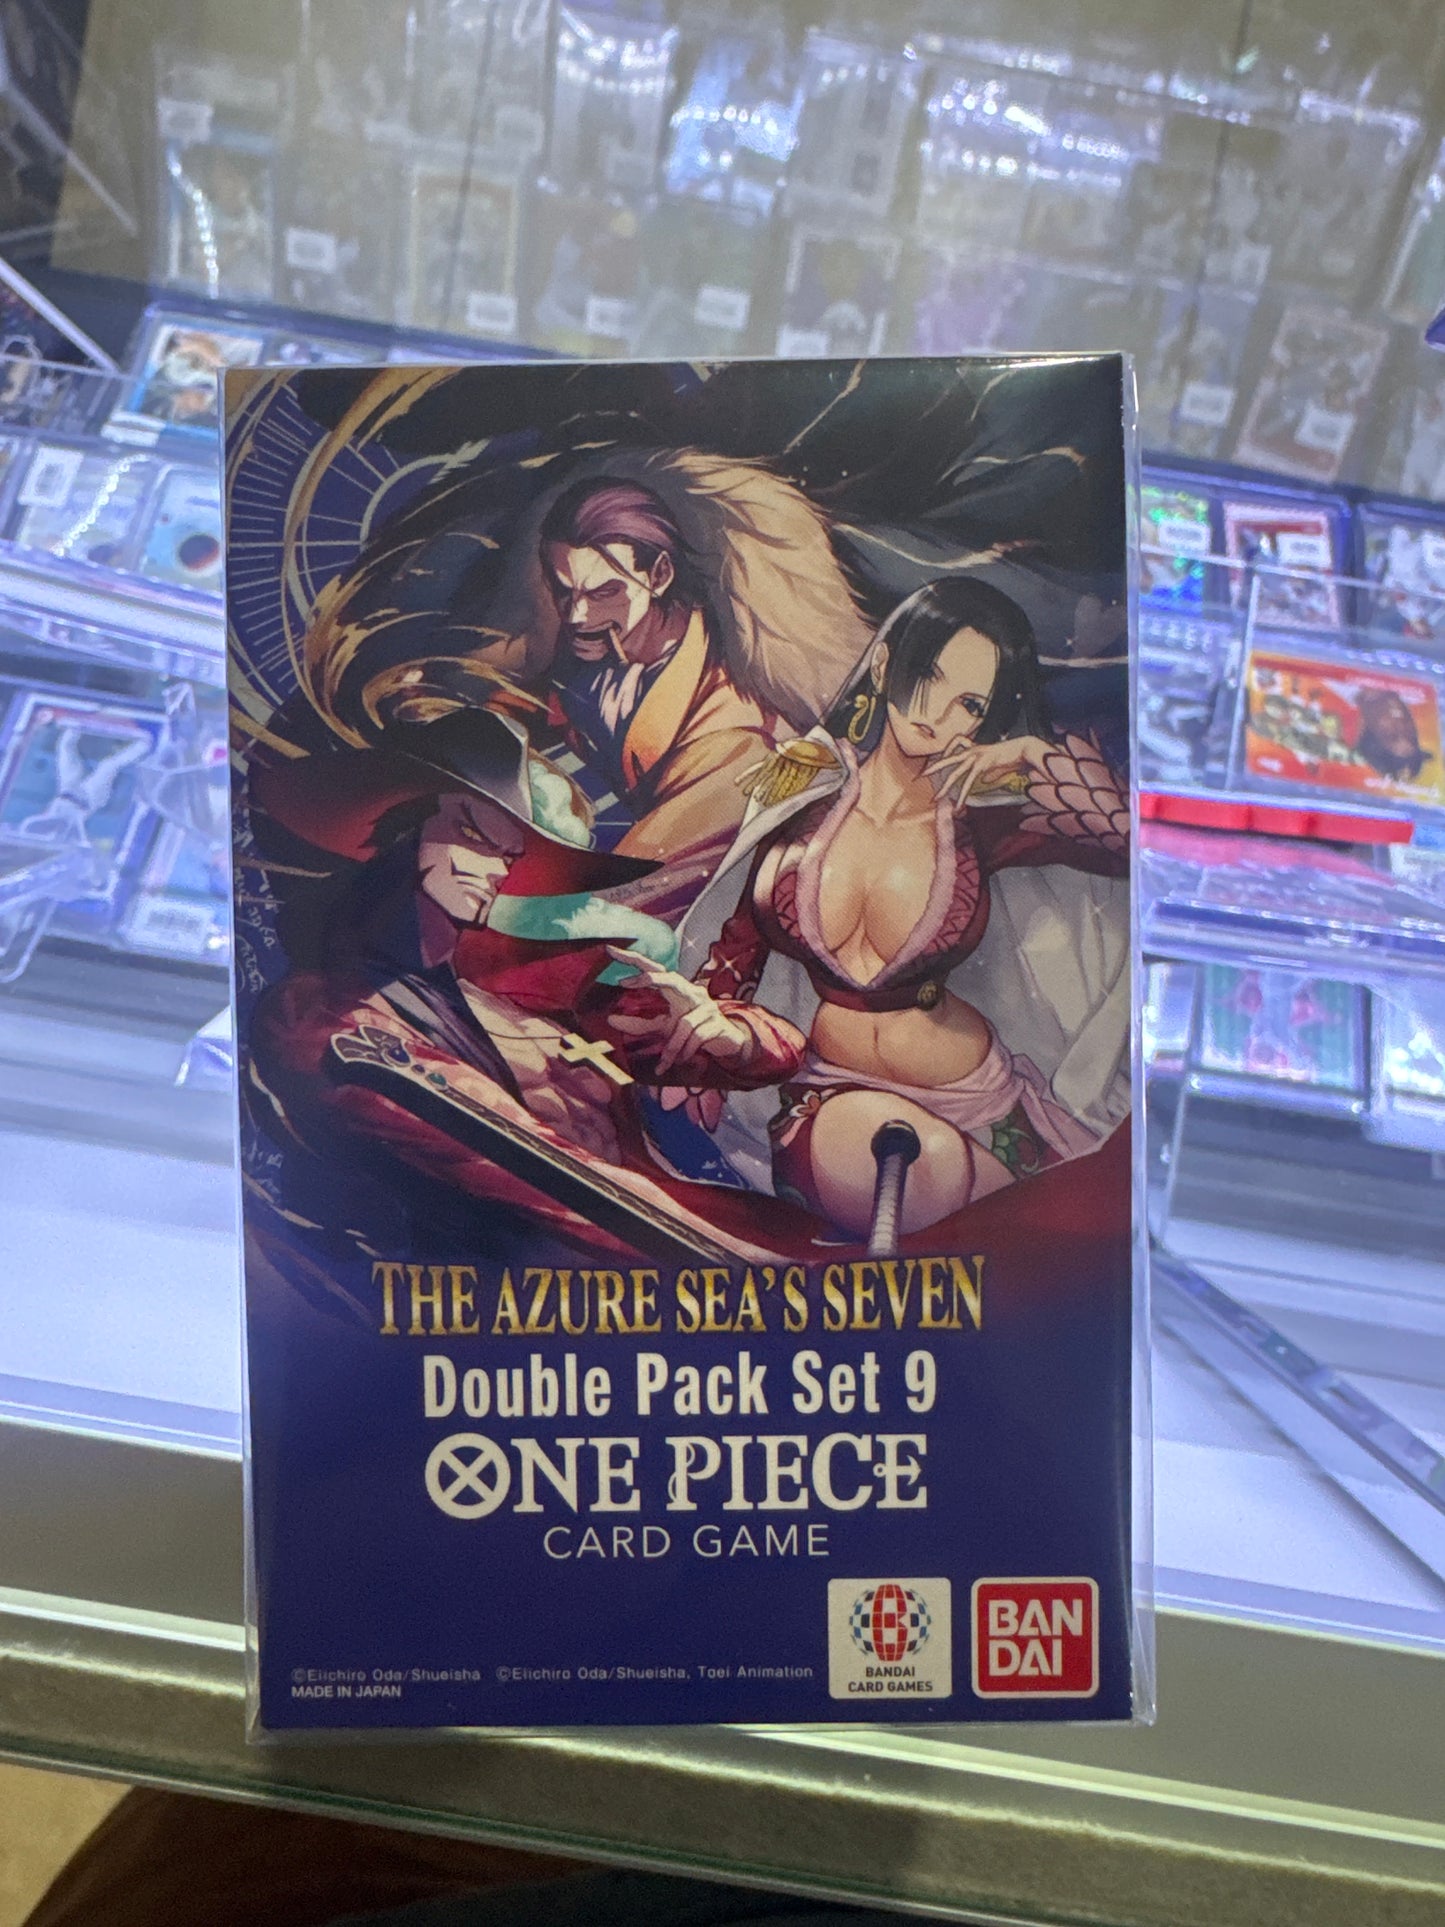 THE AZURE SEA'S SEVEN
Double Pack Set 9
ONE PIECE
CARD GAME
B
BANDAI
CARD GAMES
BAN
DAI
©Eiichiro Oda/Shueisha ©Eiichiro Oda/Shueisha, Toei Animation
MADE IN JAPAN